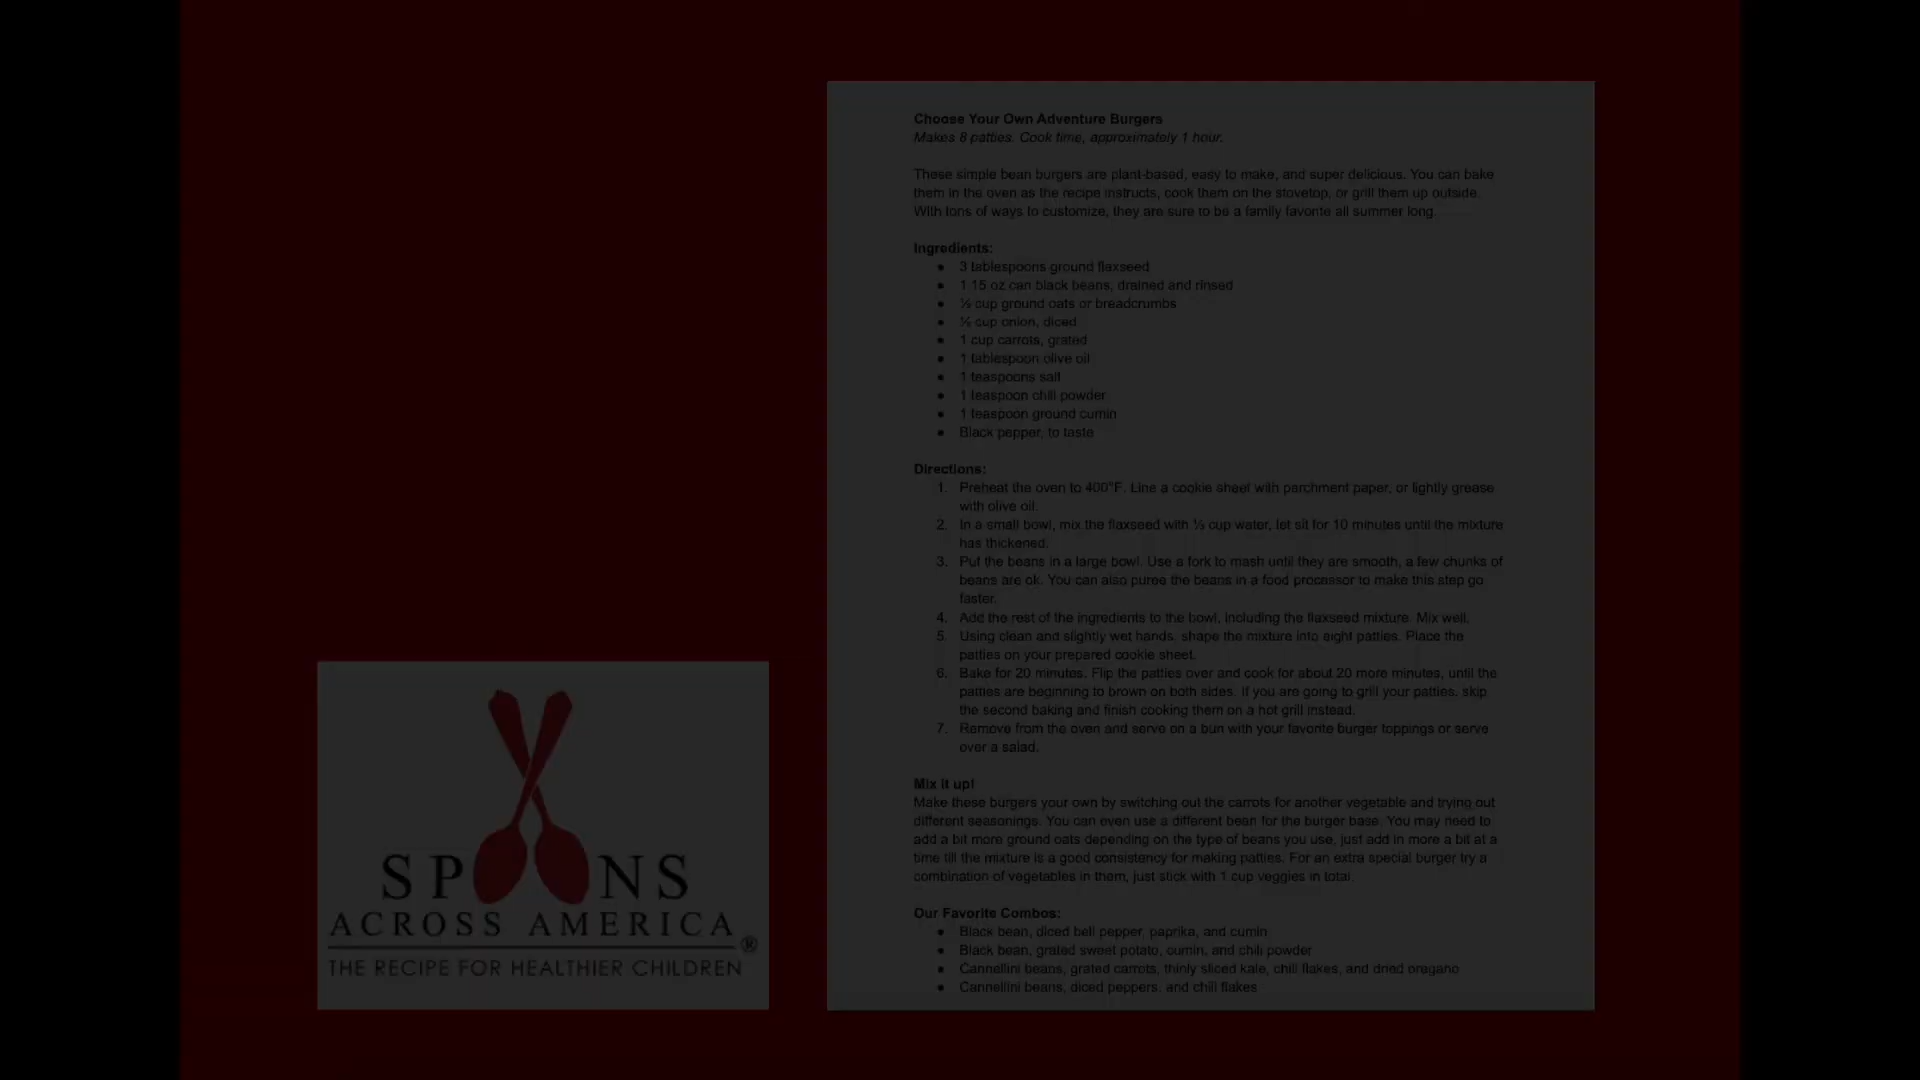 Choose Your Own Adventure Burgers
Makes 8 patties. Cook time, approximately 1 hour.
These simple bean burgers are plant-based, easy to make, and super delicious. You can bake
them in the oven as the recipe instructs, cook them on the stovetop, or grill them up outside.
With tons of ways to customize, they are sure to be a family favorite all summer long.
Ingredients:
● 3 tablespoons ground flaxseed
● 1 15 oz can black beans, drained and rinsed
● cup ground oats or breadcrumbs
● ½ cup onion, diced
● 1 cup carrots, grated
● 1 tablespoon olive oil
● 1 teaspoons salt
● 1 teaspoon chili powder
● 1 teaspoon ground cumin
● Black pepper, to taste
Directions:
1. Preheat the oven to 400°F. Line a cookie sheet with parchment paper, or lightly grease
with olive oil.
2. In a small bowl, mix the flaxseed with ⅓ cup water, let sit for 10 minutes until the mixture
has thickened.
3. Put the beans in a large bowl. Use a fork to mash until they are smooth, a few chunks of
beans are ok. You can also puree the beans in a food processor to make this step go
faster.
4. Add the rest of the ingredients to the bowl, including the flaxseed mixture. Mix well.
5. Using clean and slightly wet hands, shape the mixture into eight patties. Place the
patties on your prepared cookie sheet.
6. Bake for 20 minutes. Flip the patties over and cook for about 20 more minutes, until the
patties are beginning to brown on both sides. If you are going to grill your patties, skip
the second baking and finish cooking them on a hot grill instead.
7. Remove from the oven and serve on a bun with your favorite burger toppings or serve
over a salad.
Mix it up!
Make these burgers your own by switching out the carrots for another vegetable and trying out
different seasonings. You can even use a different bean for the burger base. You may need to
add a bit more ground oats depending on the type of beans you use, just add in more a bit at a
time till the mixture is a good consistency for making patties. For an extra special burger try a
combination of vegetables in them, just stick with 1 cup veggies in total.
Our Favorite Combos:
● Black bean, diced bell pepper, paprika, and cumin
● Black bean, grated sweet potato, cumin, and chili powder
● Cannellini beans, grated carrots, thinly sliced kale, chili flakes, and dried oregano
● Cannellini beans, diced peppers, and chili flakes
SPOONS
ACROSS AMERICA®
THE RECIPE FOR HEALTHIER CHILDREN